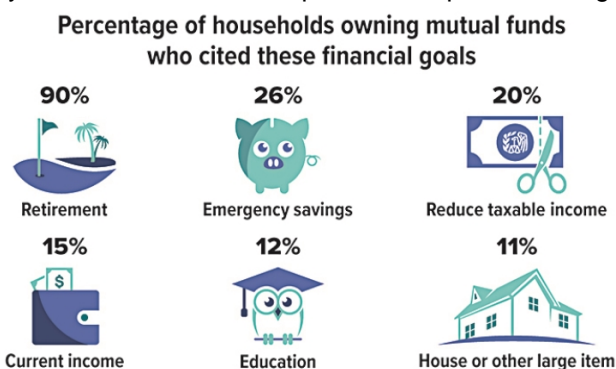 Percentage of households owning mutual funds
who cited these financial goals
90% 26% 20%
Retirement Emergency savings Reduce taxable income
15% 12% 11%
$
Current income Education House or other large item